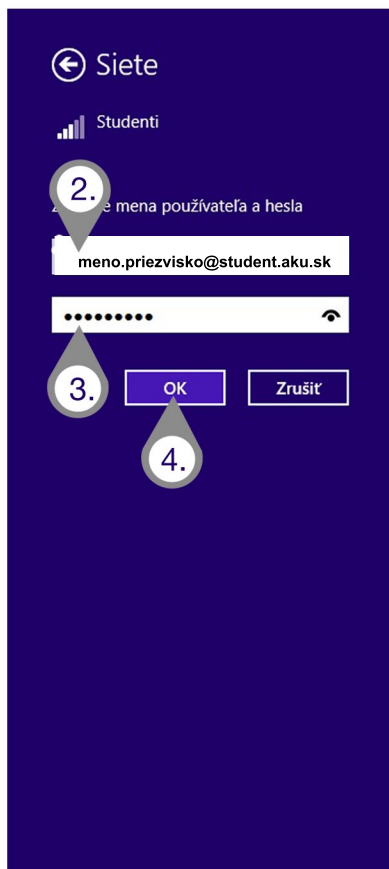 Siete
Studenti
2.
mena používateľa a hesla
meno.priezvisko@student.aku.sk
•••••••••
3.
OK
Zrušiť
4.